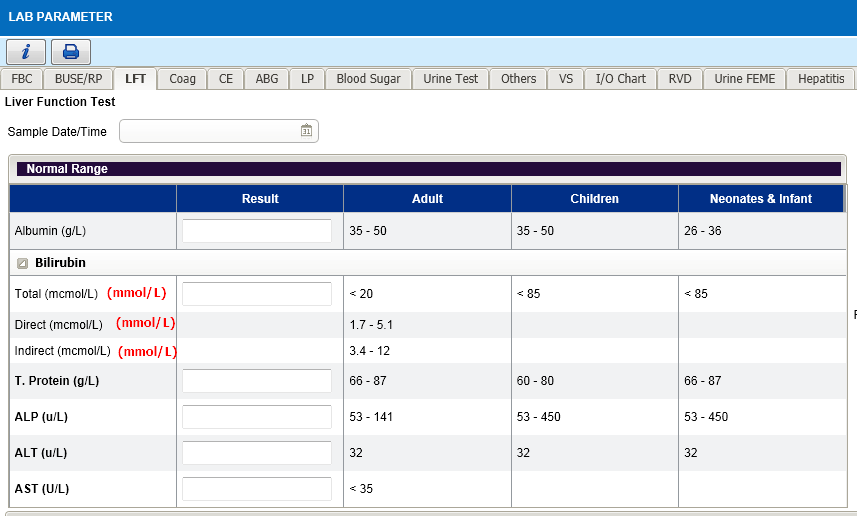 LAB PARAMETER
FBC BUSE/RP LFT Coag CE ABG LP Blood Sugar Urine Test Others VS I/O Chart RVD Urine FEME Hepatitis
Liver Function Test
Sample Date/Time 31
Normal Range
Result Adult Children Neonates & Infant
Albumin (g/L) 35 - 50 35 - 50 26 - 36
Bilirubin
Total (mcmol/L) (mmol/L) < 20 < 85 < 85
Direct (mcmol/L) (mmol/L) 1.7 - 5.1
Indirect (mcmol/L) (mmol/L) 3.4 - 12
T. Protein (g/L) 66 - 87 60 - 80 66 - 87
ALP (u/L) 53 - 141 53 - 450 53 - 450
ALT (u/L) 32 32 32
AST (U/L) < 35